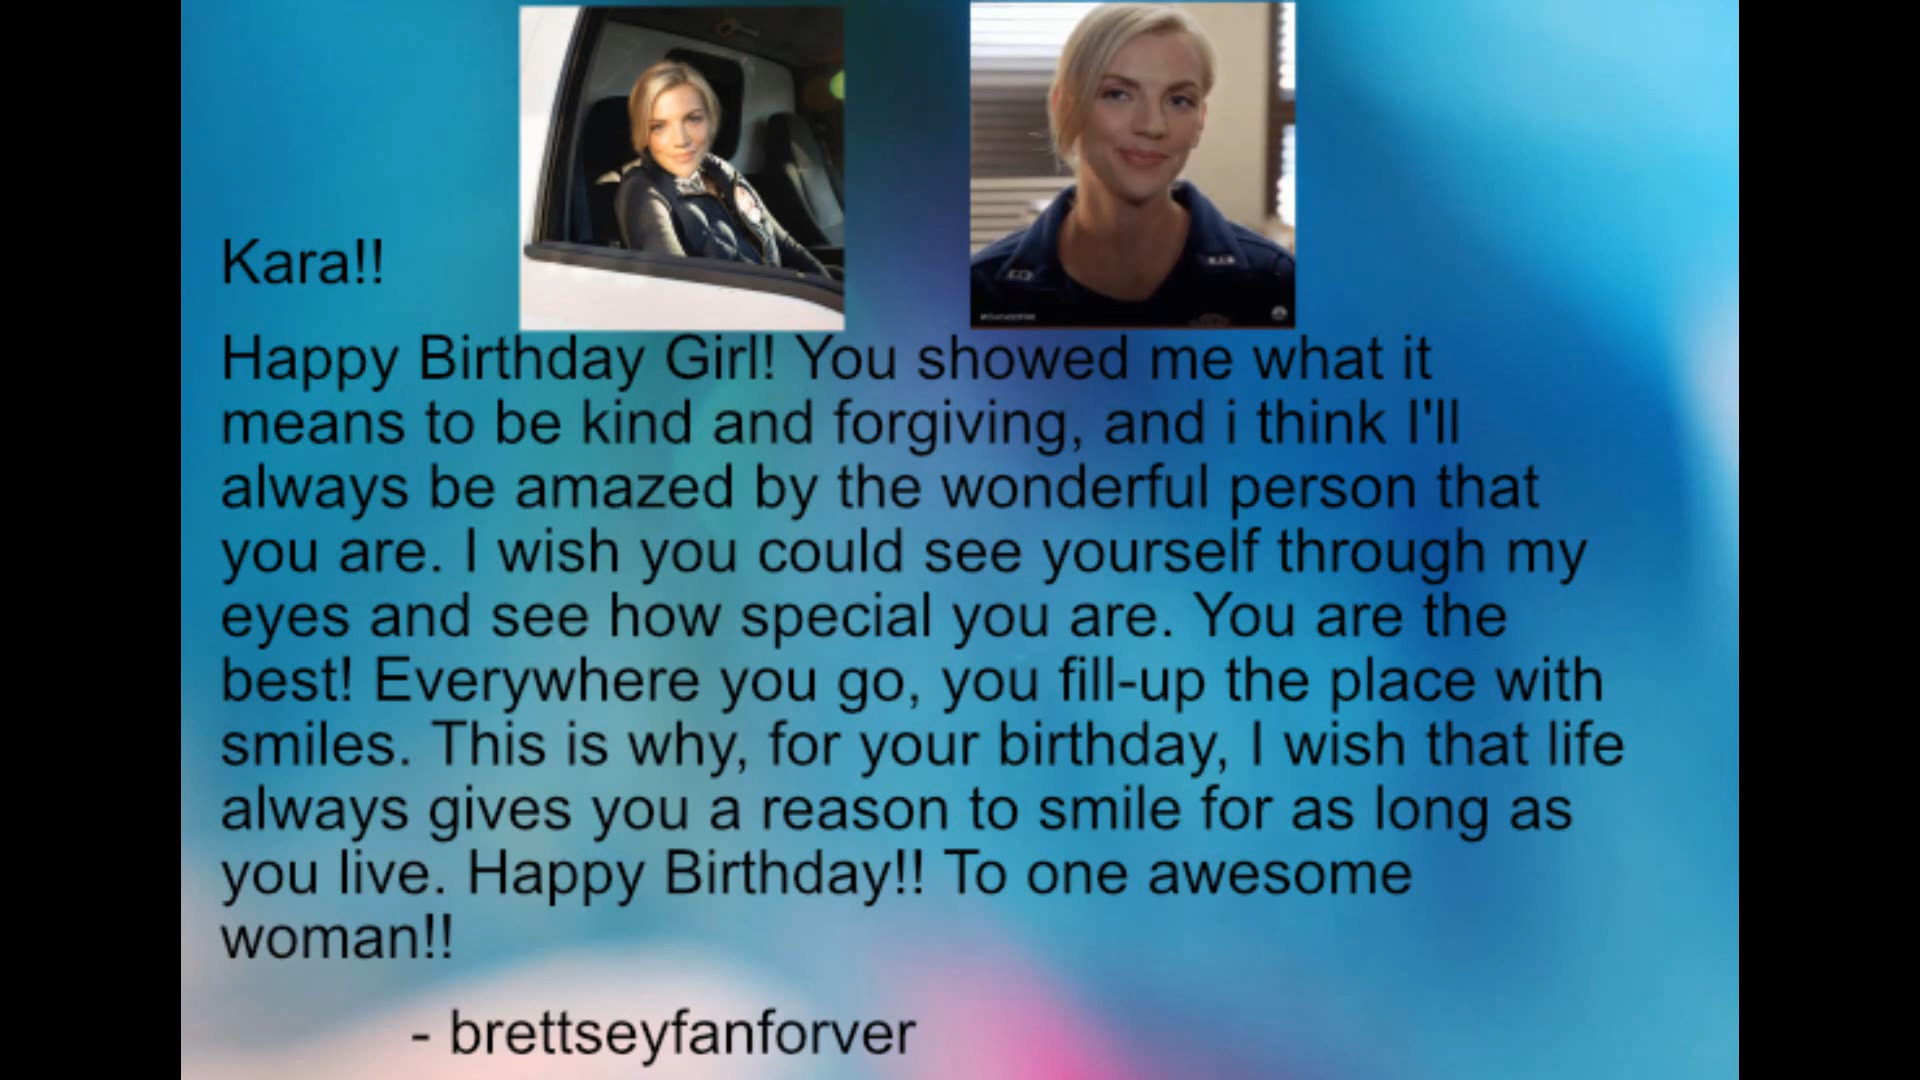 Kara!!
Happy Birthday Girl! You showed me what it
means to be kind and forgiving, and i think I'll
always be amazed by the wonderful person that
you are. I wish you could see yourself through my
eyes and see how special you are. You are the
best! Everywhere you go, you fill-up the place with
smiles. This is why, for your birthday, I wish that life
always gives you a reason to smile for as long as
you live. Happy Birthday!! To one awesome
woman!!
- brettseyfanforver